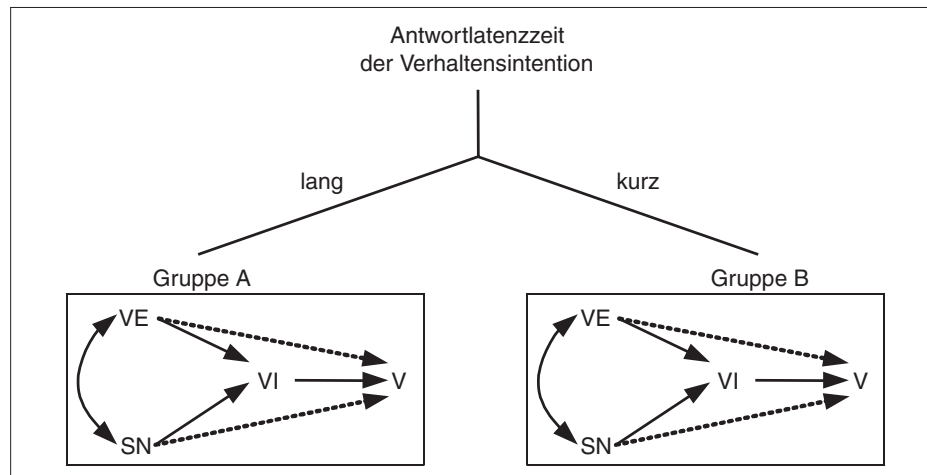 Antwortlatenzzeit
der Verhaltensintention
lang
kurz
Gruppe A
VE
VI
V
SN
Gruppe B
VE
VI
V
SN